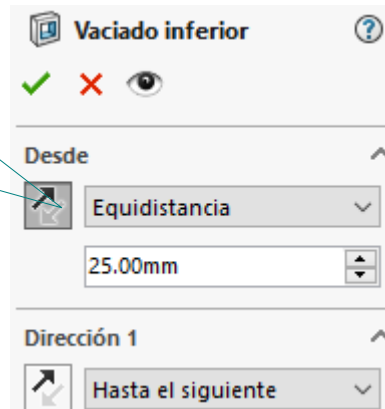 Vaciado inferior
Desde
Equidistancia
25.00mm
Dirección 1
Hasta el siguiente